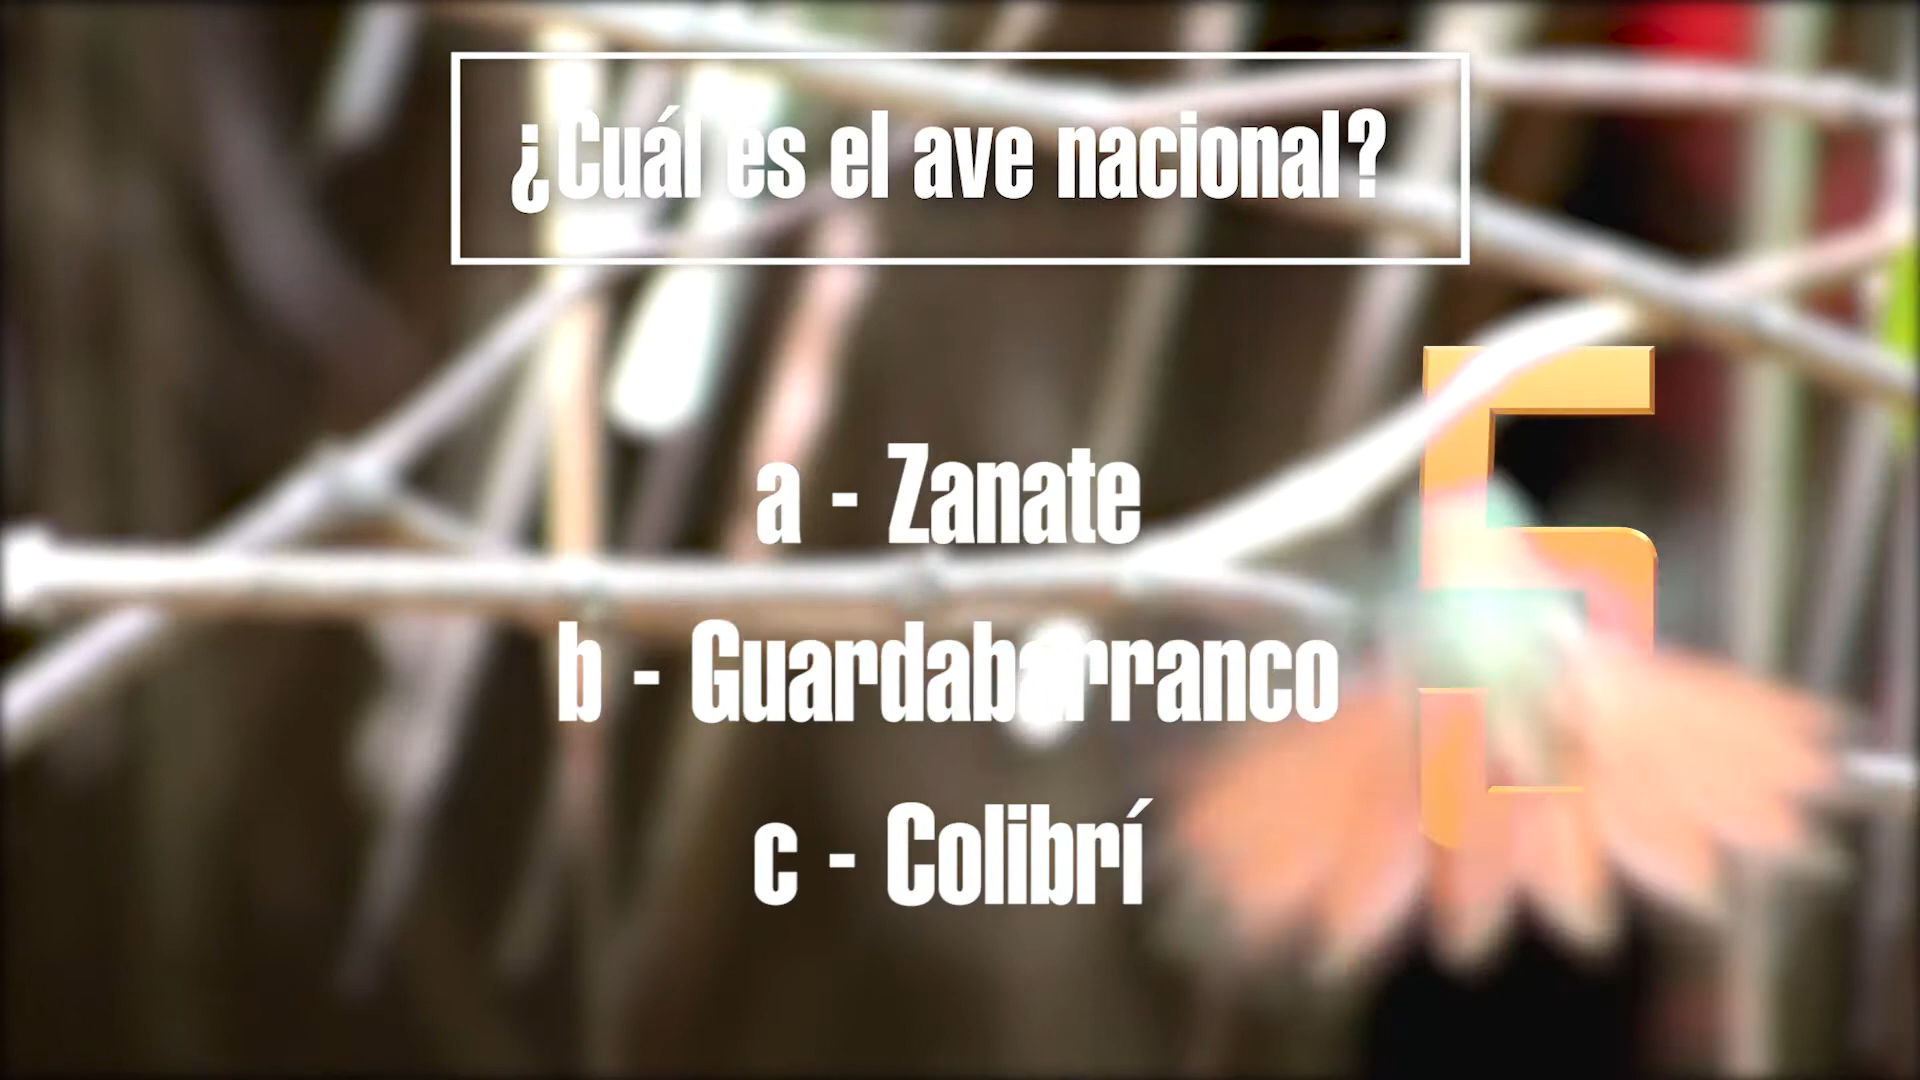 ¿Cuál es el ave nacional?
a - Zanate
b - Guardabarranco
c - Colibrí
5